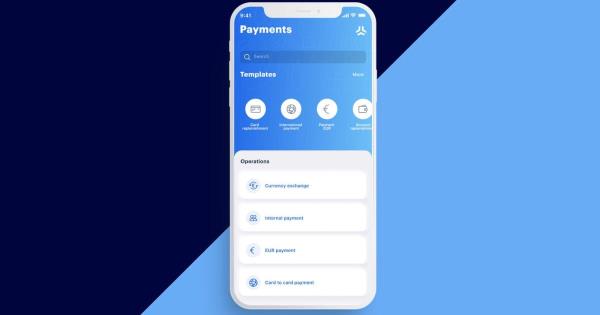 9:41
Payments
Search
Templates
More
Card
replenishment
International
payment
Payment
EUR
Account
Operations
Currency exchange
Internal payment
EUR payment
Card to card payment